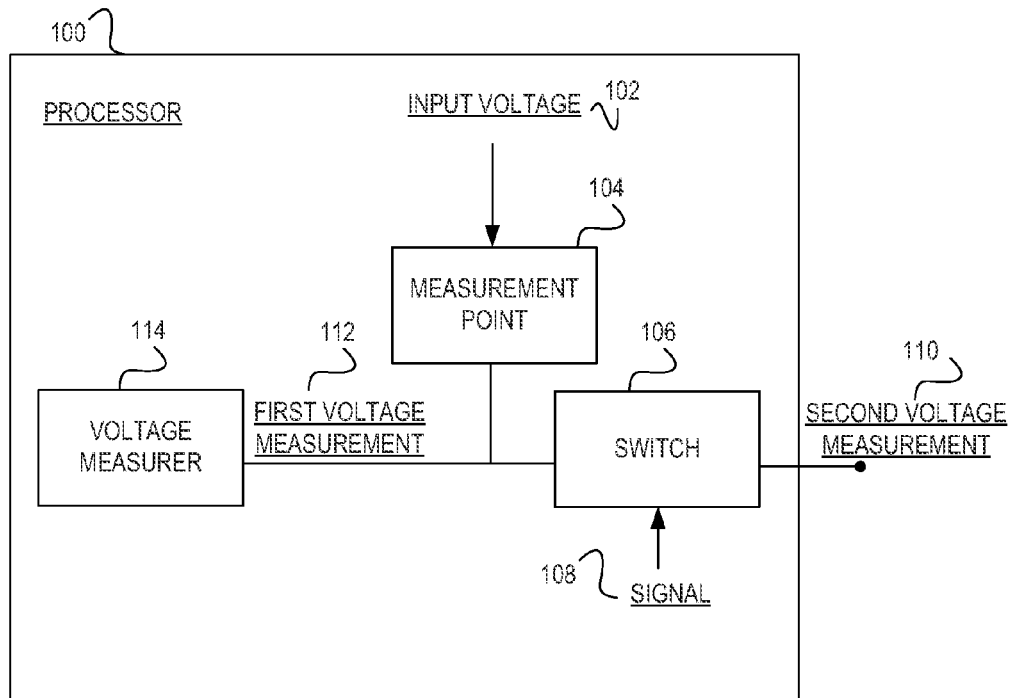 100
PROCESSOR
INPUT VOLTAGE 102
104
MEASUREMENT
POINT
114
VOLTAGE
MEASURER
112
FIRST VOLTAGE
MEASUREMENT
106
SWITCH
110
SECOND VOLTAGE
MEASUREMENT
108
SIGNAL